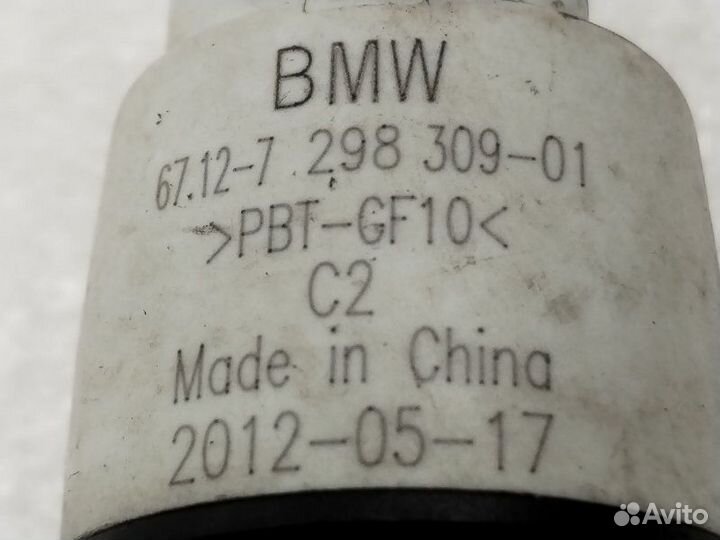 BMW
67.12-7 298 309-01
>PBT-GF10<
C2
Made in China
2012-05-17
Avito